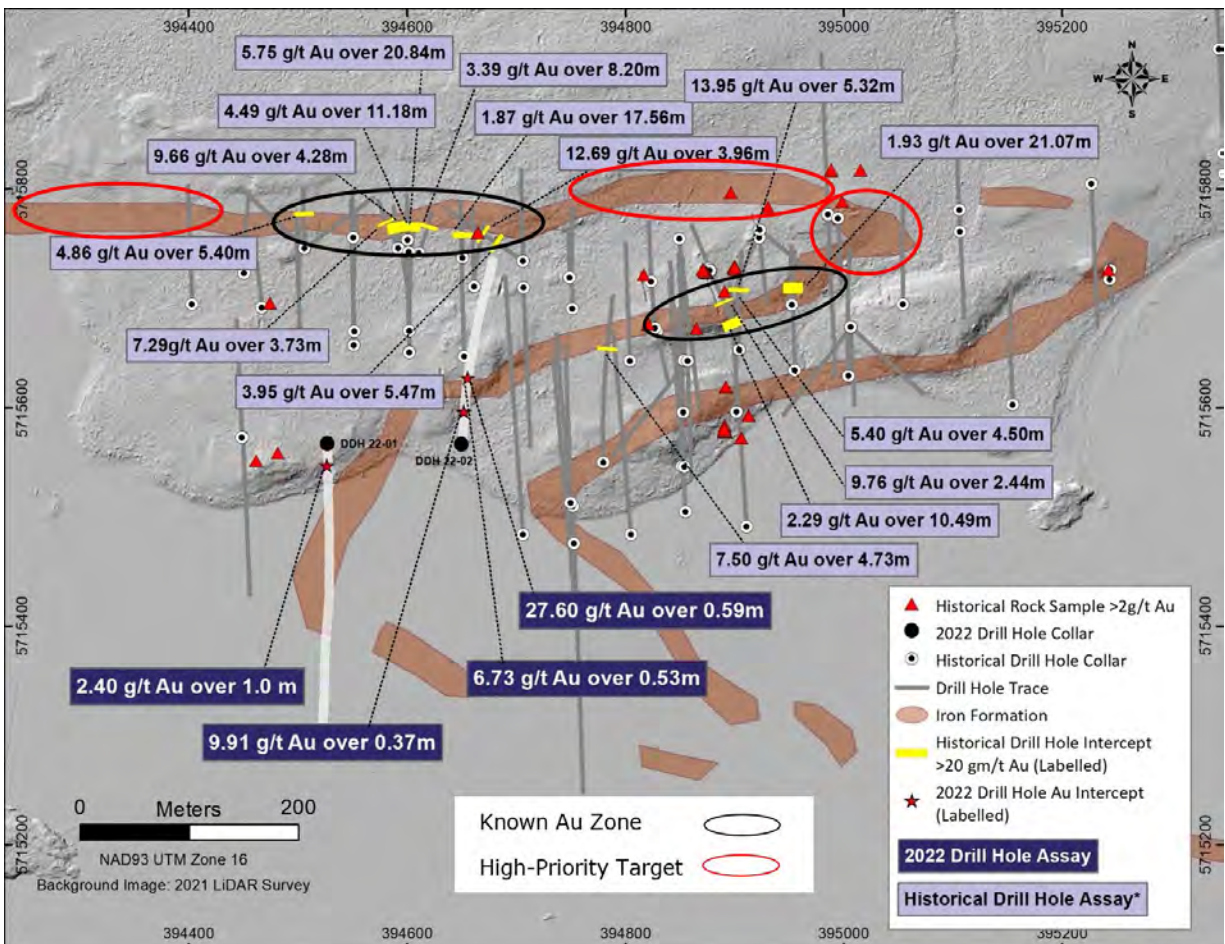 394400
394600
394800
395000
395200
5.75 g/t Au over 20.84m
3.39 g/t Au over 8.20m
13.95 g/t Au over 5.32m
N
W
E
S
4.49 g/t Au over 11.18m
1.87 g/t Au over 17.56m
9.66 g/t Au over 4.28m
12.69 g/t Au over 3.96m
1.93 g/t Au over 21.07m
5715800
5715800
4.86 g/t Au over 5.40m
7.29g/t Au over 3.73m
3.95 g/t Au over 5.47m
5715600
5715600
DDH 22-01
DDH 22-02
5.40 g/t Au over 4.50m
9.76 g/t Au over 2.44m
2.29 g/t Au over 10.49m
7.50 g/t Au over 4.73m
27.60 g/t Au over 0.59m
5715400
5715400
2.40 g/t Au over 1.0 m
6.73 g/t Au over 0.53m
9.91 g/t Au over 0.37m
Historical Rock Sample >2g/t Au
2022 Drill Hole Collar
Historical Drill Hole Collar
Drill Hole Trace
Iron Formation
Historical Drill Hole Intercept
>20 gm/t Au (Labelled)
2022 Drill Hole Au Intercept
(Labelled)
2022 Drill Hole Assay
Historical Drill Hole Assay*
0 Meters 200
NAD93 UTM Zone 16
Background Image: 2021 LiDAR Survey
Known Au Zone
High-Priority Target
5715200
5715200
394400
394600
394800
395000
395200